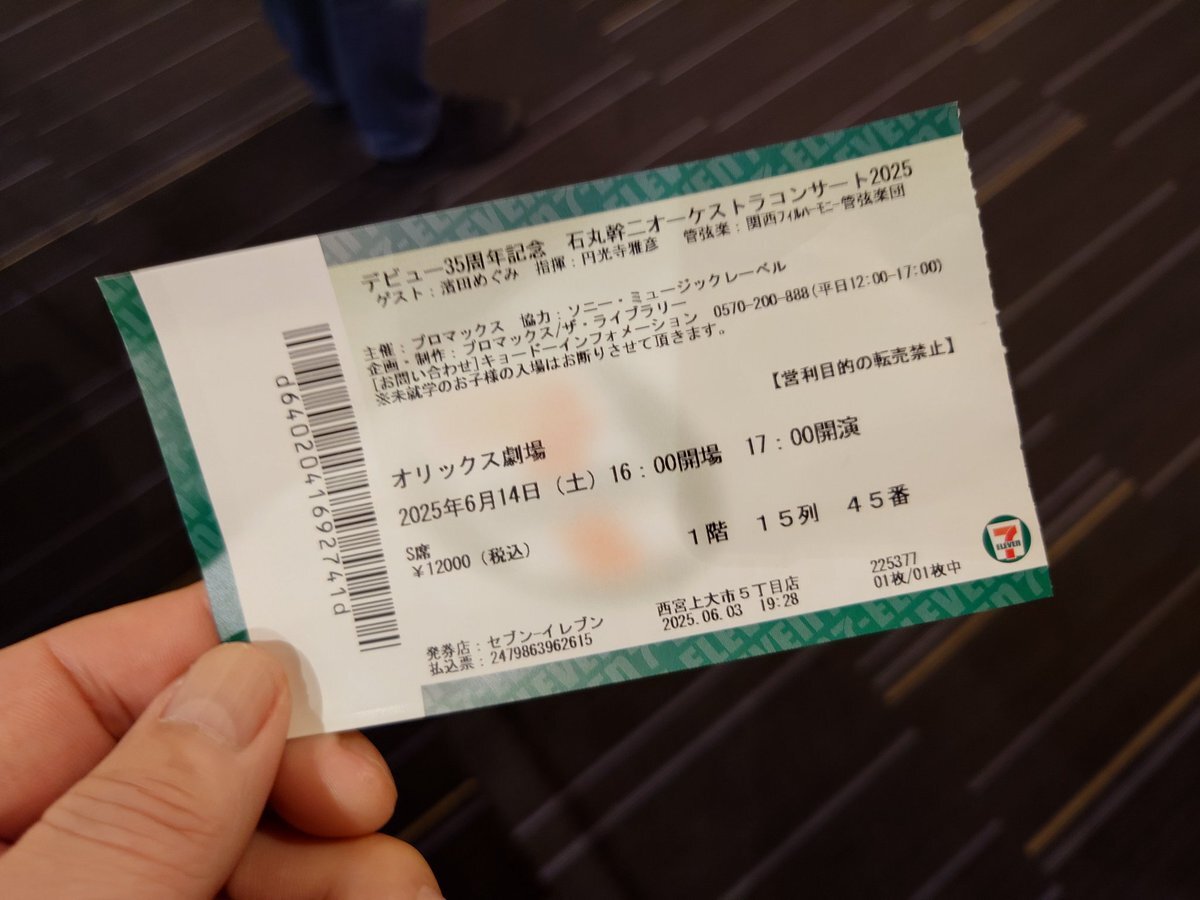 デビュー35周年記念 石丸幹二オーケストラコンサート2025
ゲスト：濱田めぐみ 指揮：円光寺雅彦 管弦楽：関西フィルハーモニー管弦楽団
主催：プロマックス 協力：ソニー・ミュージックレーベル
企画・制作：プロマックス/ザ・ライブラリー
[お問い合わせ]キョードーインフォメーション 0570-200-888(平日12:00-17:00)
※未就学のお子様の入場はお断りさせて頂きます。
【営利目的の転売禁止】
オリックス劇場
2025年6月14日（土）16：00開場 17：00開演
S席
￥12000（税込）
1階 15列 45番
発券店：セブン-イレブン
払込票：2479863962615
西宮上大市５丁目店
2025.06.03 19:28
225377
01枚/01枚中
d6402041692741d
7 ELEVEN